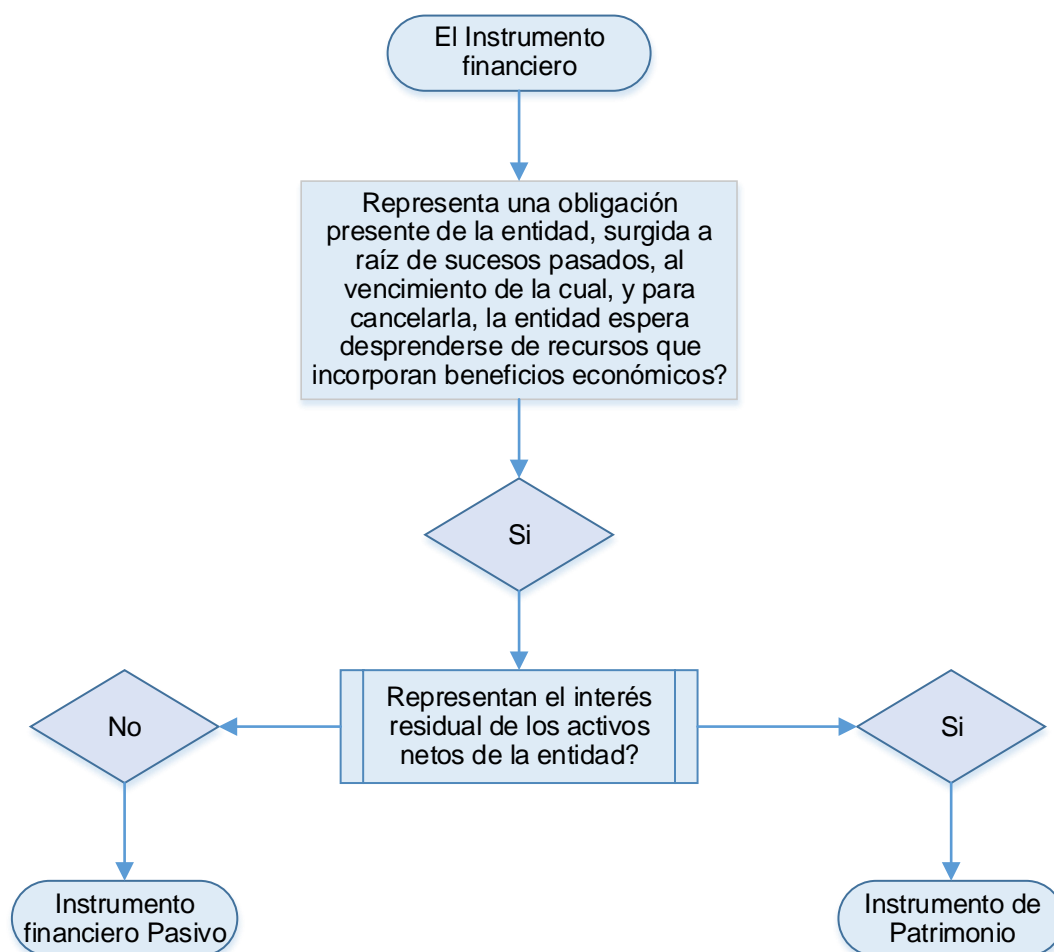 El Instrumento
financiero
Representa una obligación
presente de la entidad, surgida a
raíz de sucesos pasados, al
vencimiento de la cual, y para
cancelarla, la entidad espera
desprenderse de recursos que
incorporan beneficios económicos?
Si
No
Representan el interés
residual de los activos
netos de la entidad?
Si
Instrumento
financiero Pasivo
Instrumento de
Patrimonio